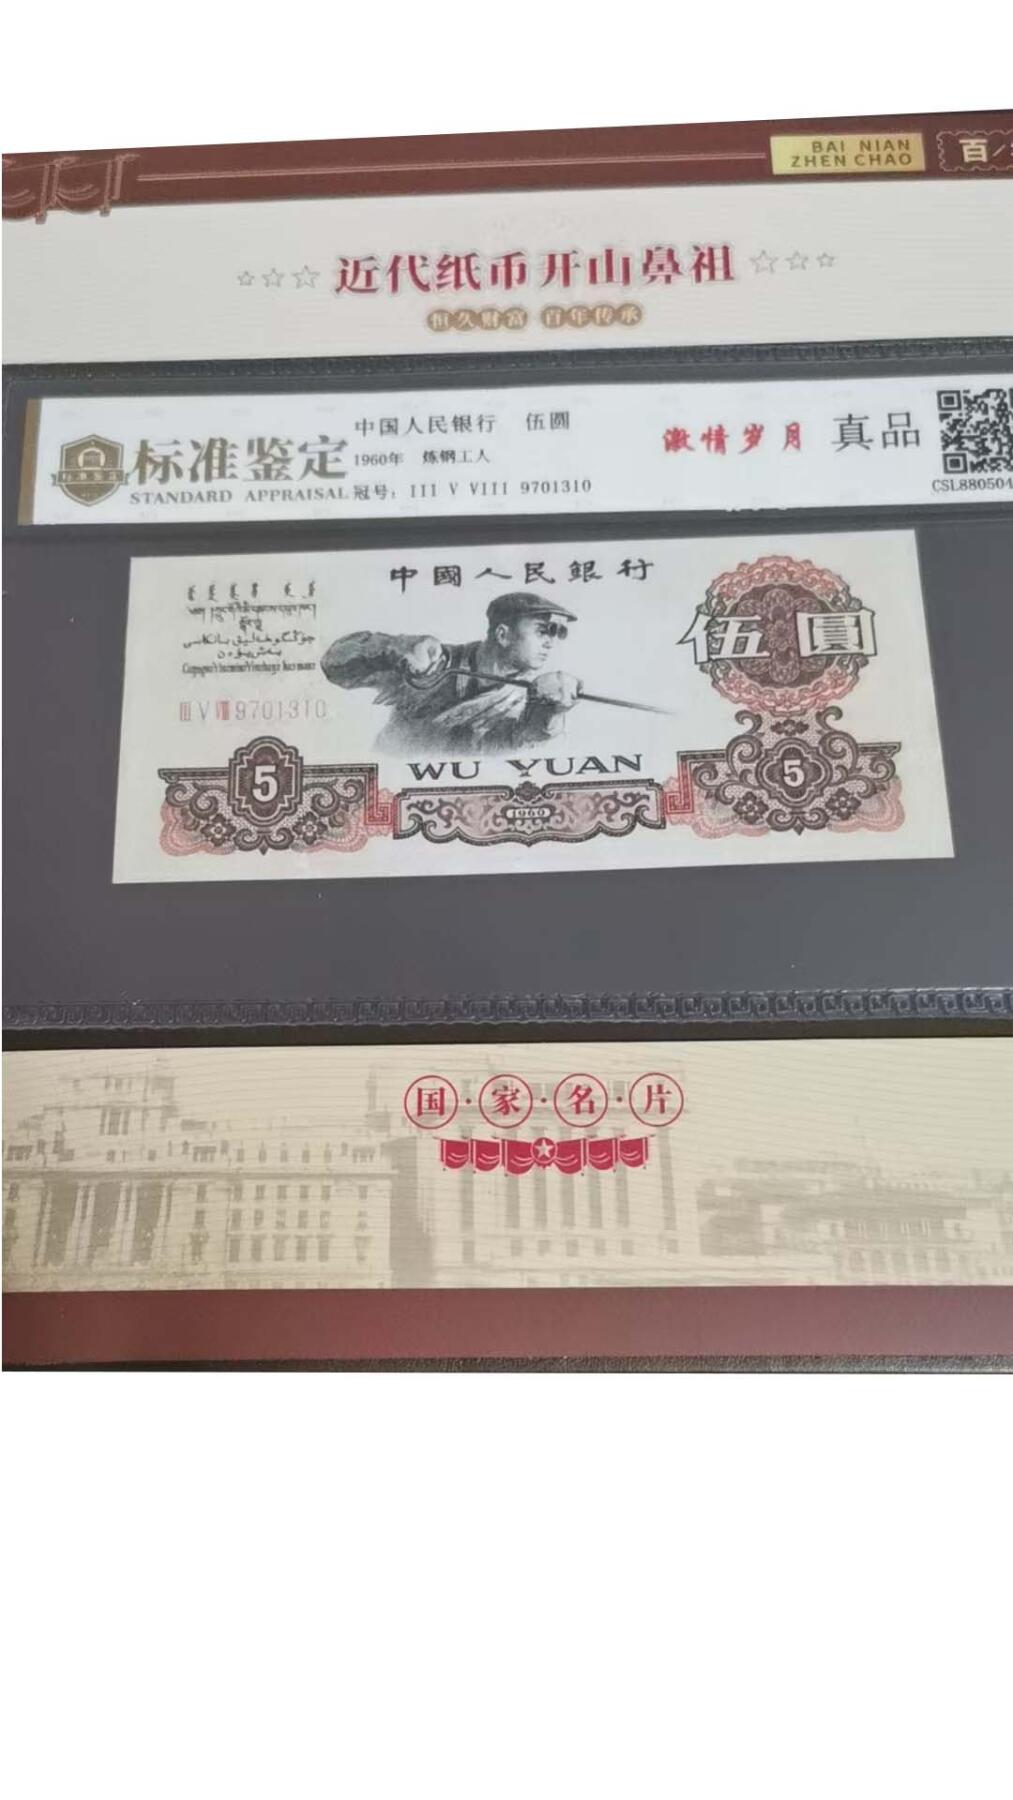 BAI NIAN
ZHEN CHAO
百
近代纸币开山鼻祖
恒久财富 百年传承
标准鉴定
STANDARD APPRAISAL
中国人民银行 伍圆
1960年 炼钢工人
冠号：III V VIII 9701310
激情岁月 真品
CSL880504
中國人民銀行
伍圓
III V VIII 9701310
WU YUAN
5
1960
5
国·家·名·片